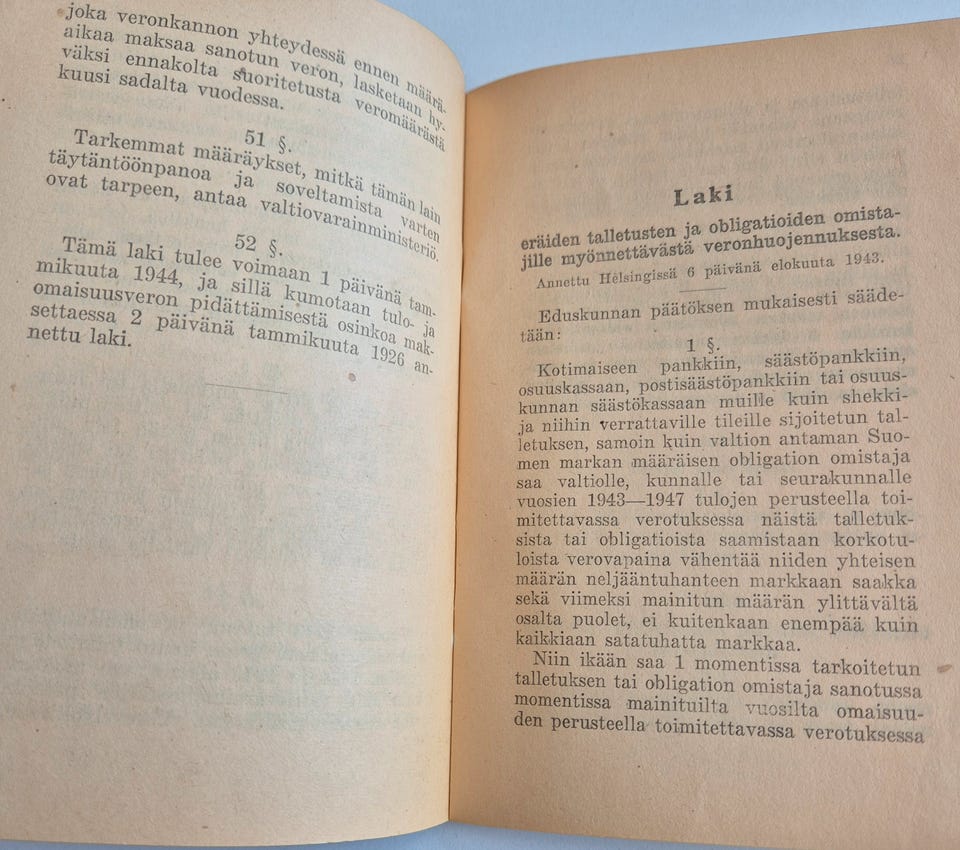 joka veronkannon yhteydessä ennen määrä-
aikaa maksaa sanotun veron, lasketaan hy-
väksi ennakolta suoritetusta veromäärästä
kuusi sadalta vuodessa.
51 §.
Tarkemmat määräykset, mitkä tämän lain
täytäntöönpanoa ja soveltamista varten
ovat tarpeen, antaa valtiovarainministeriö.
52 §.
Tämä laki tulee voimaan 1 päivänä tam-
mikuuta 1944, ja sillä kumotaan tulo- ja
omaisuusveron pidättämisestä osinkoa mak-
settaessa 2 päivänä tammikuuta 1926 an-
nettu laki.
Laki
eräiden talletusten ja obligatioiden omista-
jille myönnettävästä veronhuojennuksesta.
Annettu Helsingissä 6 päivänä elokuuta 1943.
Eduskunnan päätöksen mukaisesti sääde-
tään:
1 §.
Kotimaiseen pankkiin, säästöpankkiin,
osuuskassaan, postisäästöpankkiin tai osuus-
kunnan säästökassaan muille kuin shekki-
ja niihin verrattaville tileille sijoitetun tal-
letuksen, samoin kuin valtion antaman Suo-
men markan määräisen obligation omistaja
saa valtiolle, kunnalle tai seurakunnalle
vuosien 1943—1947 tulojen perusteella toi-
mitettavassa verotuksessa näistä talletuk-
sista tai obligatioista saamistaan korkotu-
loista verovapaina vähentää niiden yhteisen
määrän neljääntuhanteen markkaan saakka
sekä viimeksi mainitun määrän ylittävältä
osalta puolet, ei kuitenkaan enempää kuin
kaikkiaan satatuhatta markkaa.
Niin ikään saa 1 momentissa tarkoitetun
talletuksen tai obligation omistaja sanotussa
momentissa mainituilta vuosilta omaisuu-
den perusteella toimitettavassa verotuksessa